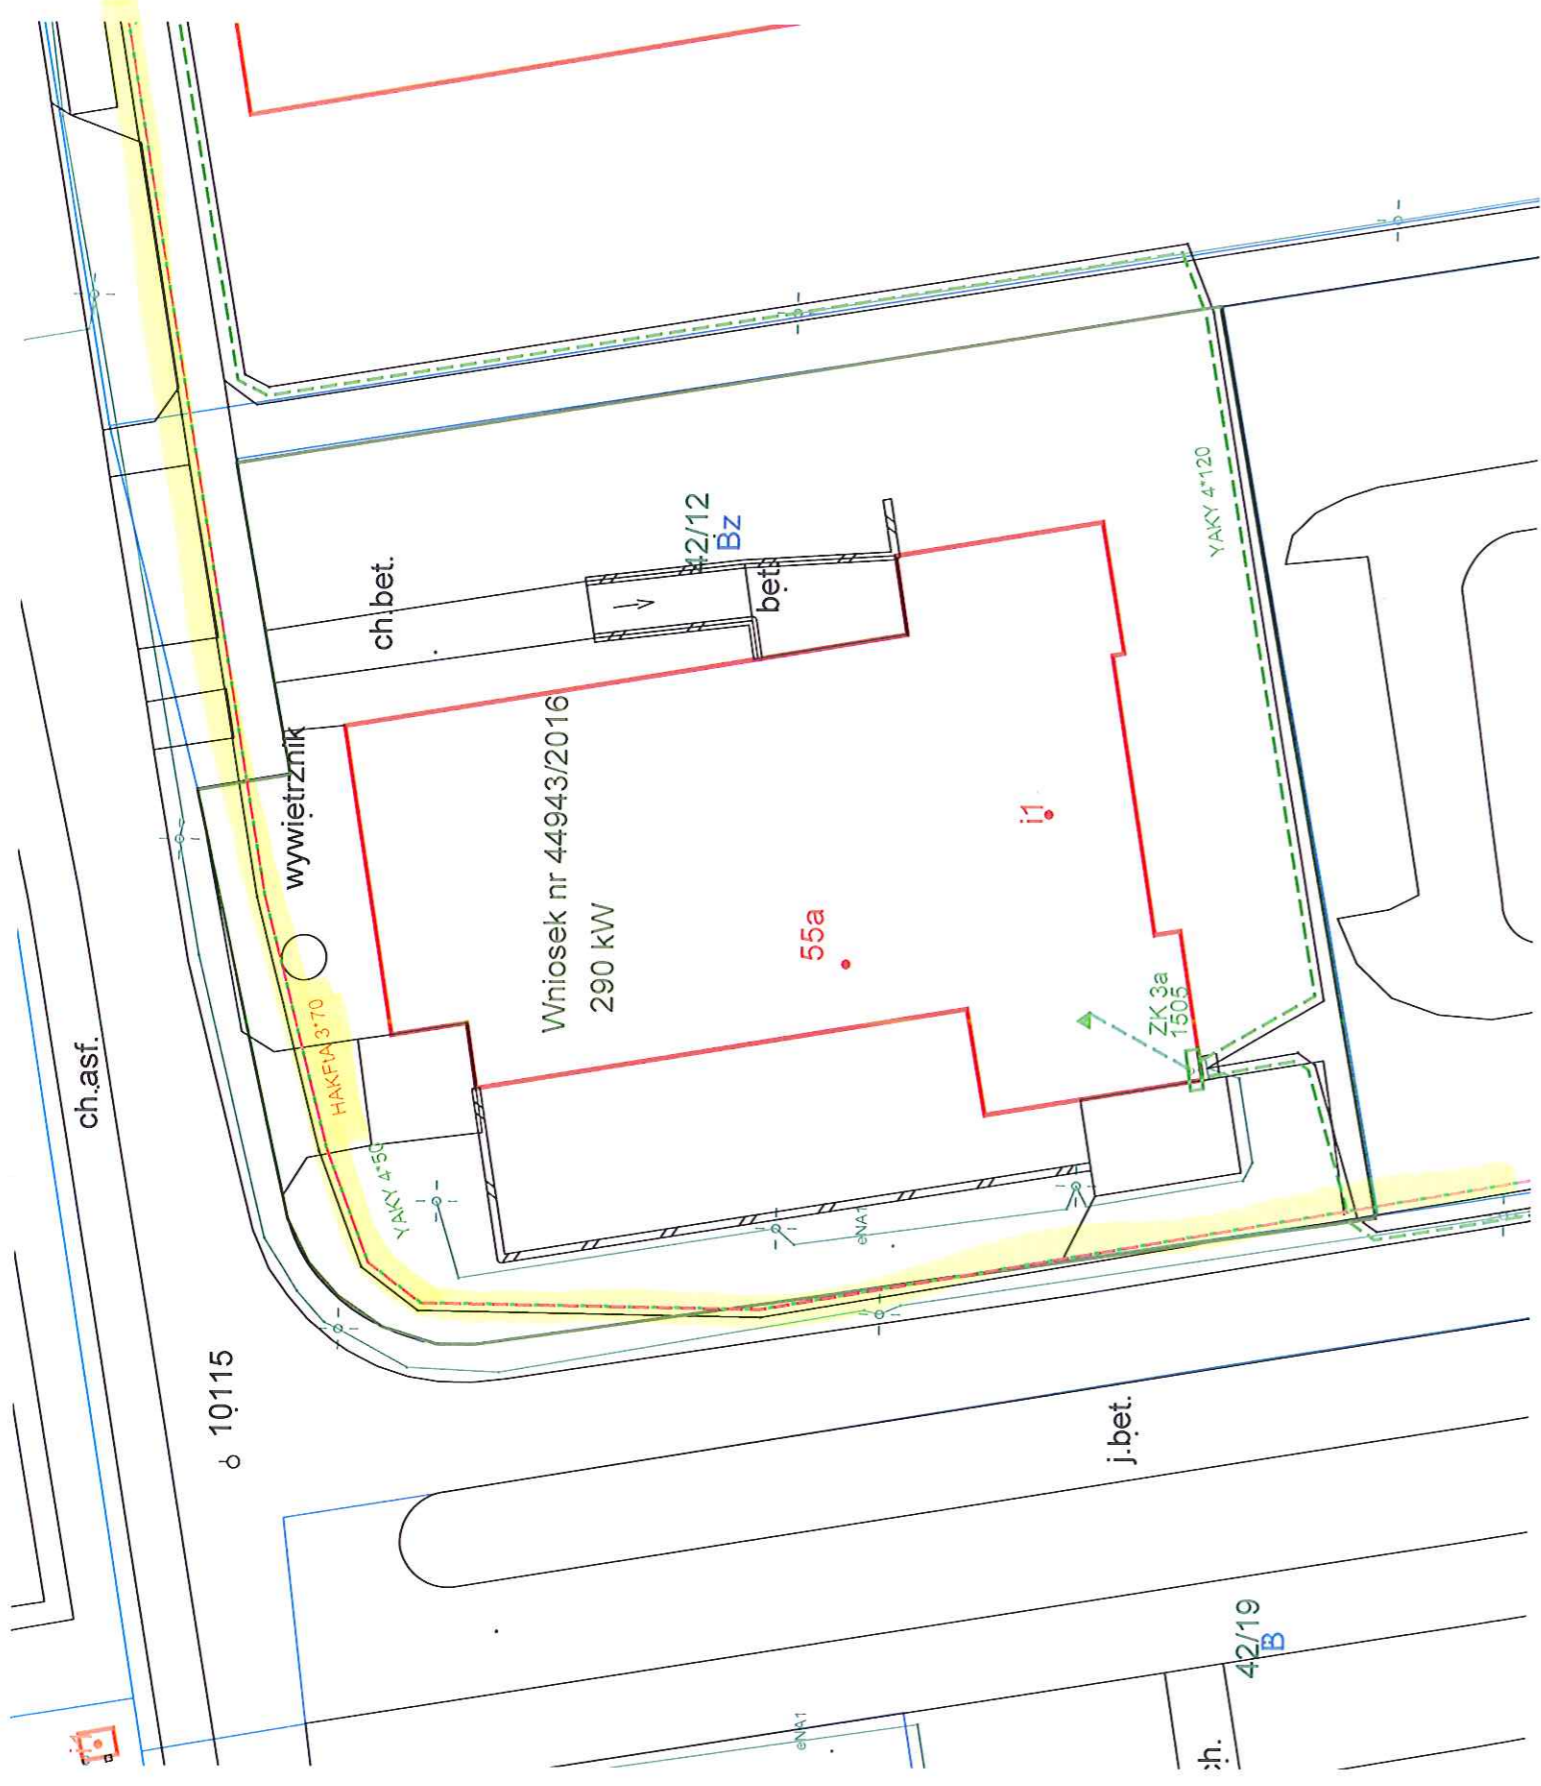 ch.asf.
10115
wywietrznik
HAKFtA 3*70
YAKY 4*50
ch.bet.
42/12
Bz
bet.
Wniosek nr 44943/2016
290 kW
55a
i1
YAKY 4*120
ZK 3a
1505
eNA1
j.bet.
42/19
B
eNA1